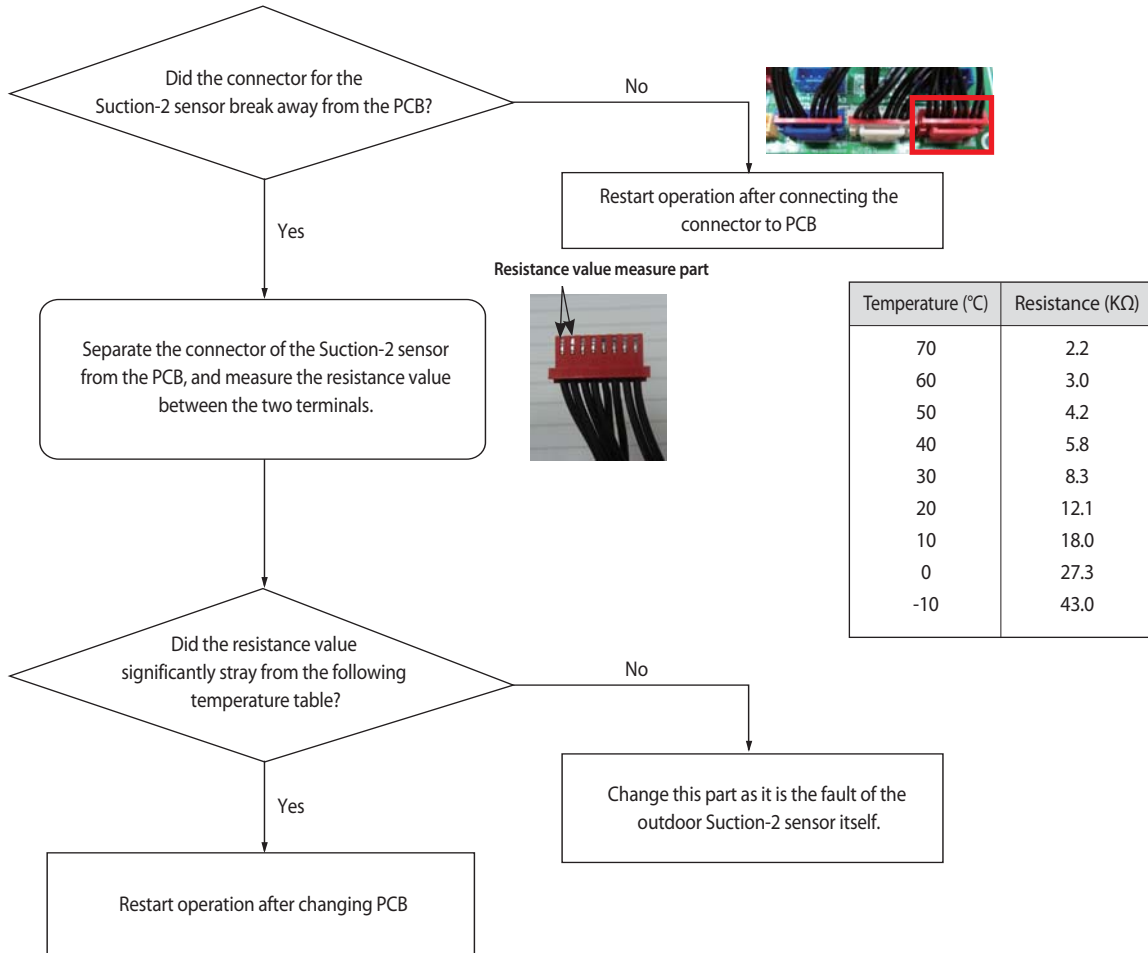 Did the connector for the
Suction-2 sensor break away from the PCB?
No
Restart operation after connecting the
connector to PCB
Yes
Resistance value measure part
Separate the connector of the Suction-2 sensor
from the PCB, and measure the resistance value
between the two terminals.
Temperature (°C) Resistance (KΩ)
70 2.2
60 3.0
50 4.2
40 5.8
30 8.3
20 12.1
10 18.0
0 27.3
-10 43.0
Did the resistance value
significantly stray from the following
temperature table?
No
Change this part as it is the fault of the
outdoor Suction-2 sensor itself.
Yes
Restart operation after changing PCB